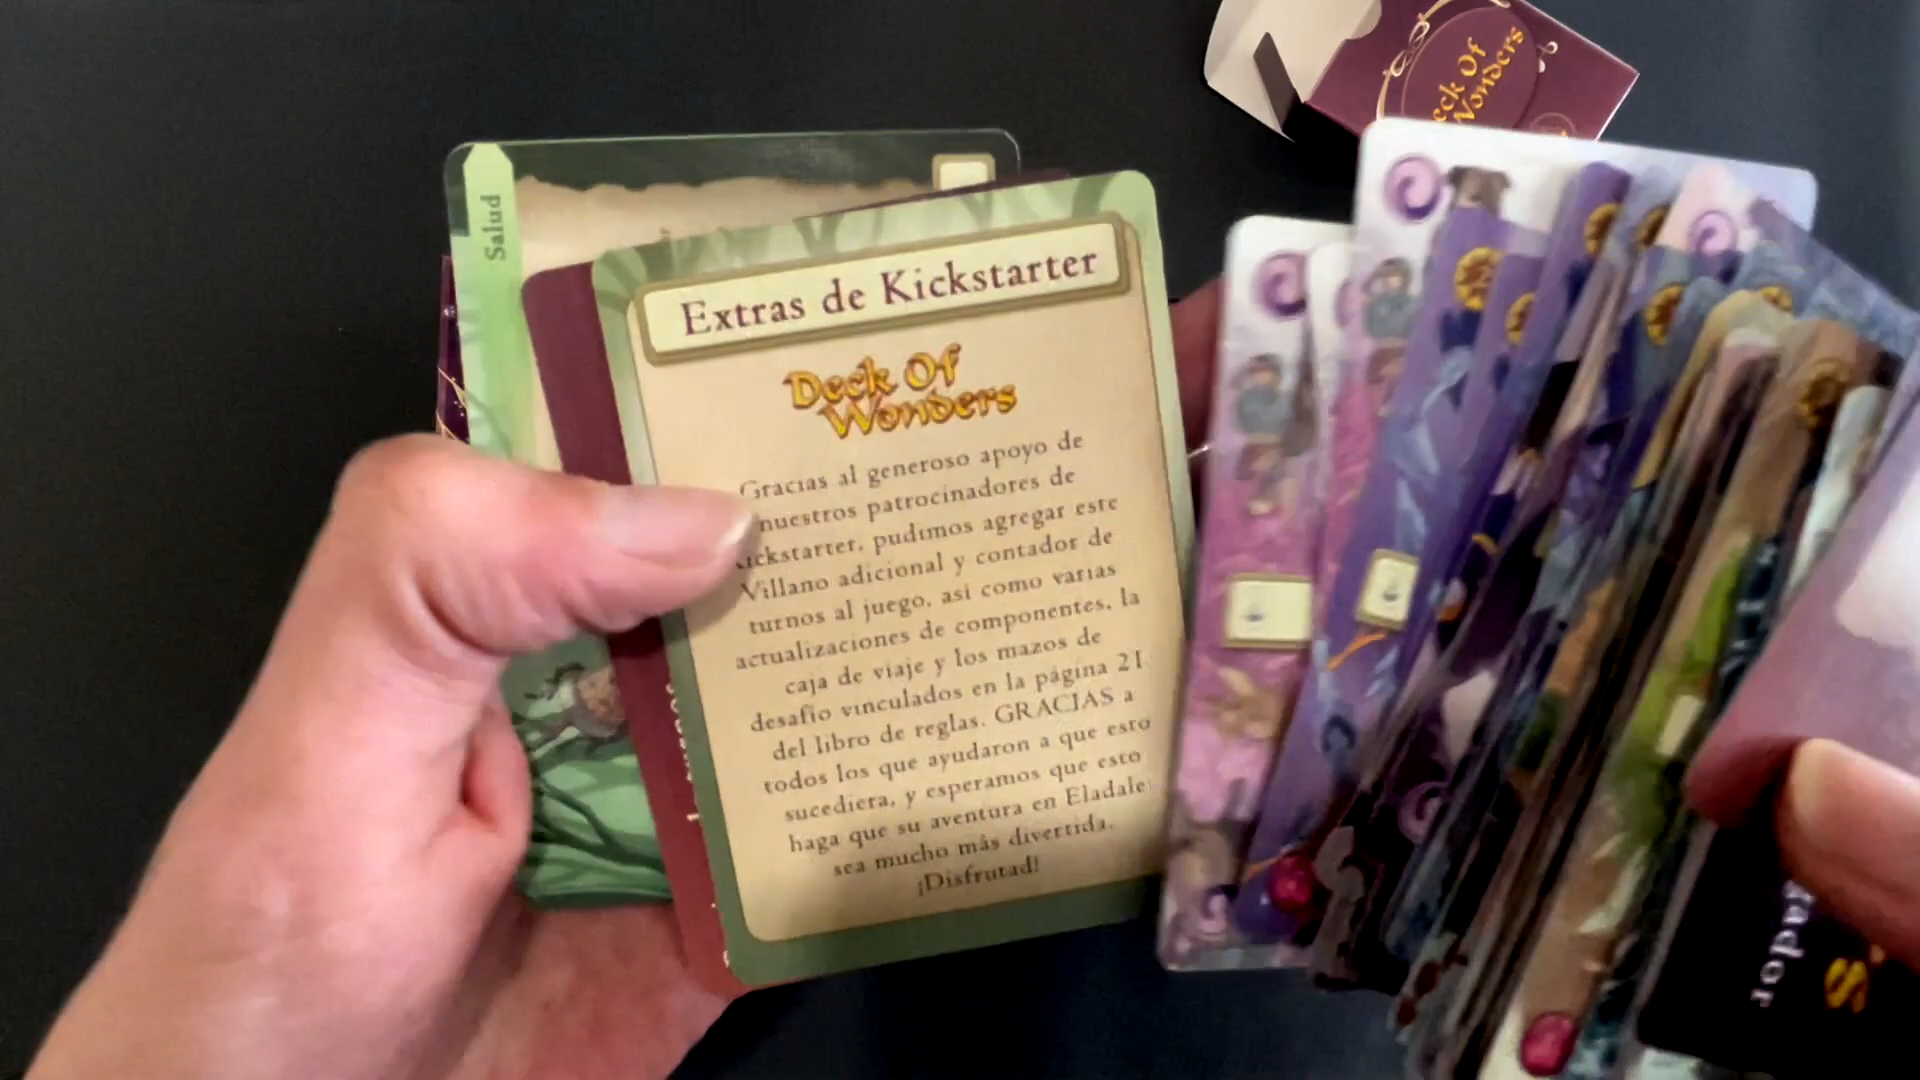 Deck Of
Wonders
Salud
Extras de Kickstarter
Deck Of
Wonders
Gracias al generoso apoyo de
nuestros patrocinadores de
Kickstarter, pudimos agregar este
Villano adicional y contador de
turnos al juego, así como varias
actualizaciones de componentes, la
caja de viaje y los mazos de
desafío vinculados en la página 21
del libro de reglas. GRACIAS a
todos los que ayudaron a que esto
sucediera, y esperamos que esto
haga que su aventura en Eladale
sea mucho más divertida.
¡Disfrutad!